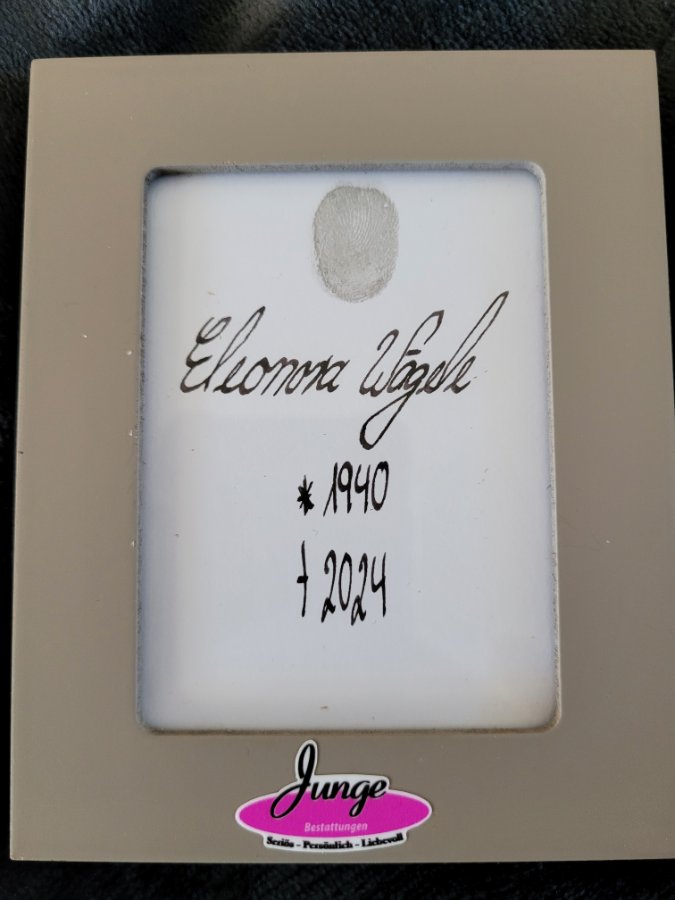 Eleonora Wägele
* 1940
† 2024
Junge
Bestattungen
Seriös - Persönlich - Liebevoll